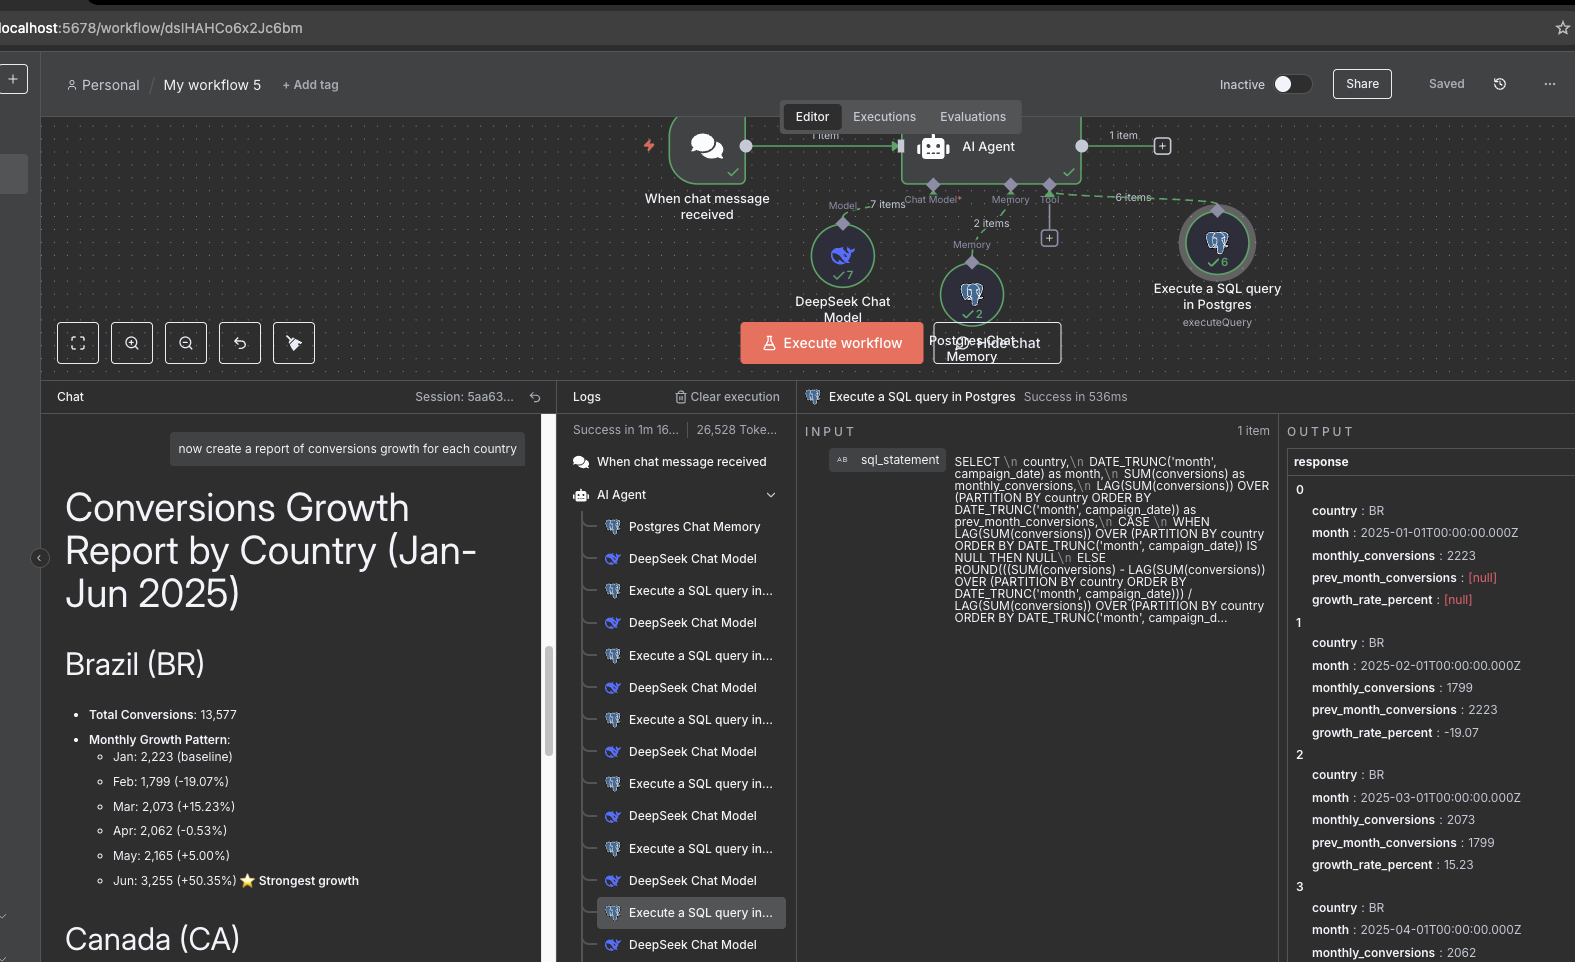 localhost:5678/workflow/dslHAHCo6x2Jc6bm
Personal / My workflow 5 + Add tag
Inactive
Share
Saved
Editor Executions Evaluations
1 item
AI Agent
1 item
When chat message
received
Chat Model*
Memory
Tool
Model
7 items
6 items
2 items
Memory
7
6
2
DeepSeek Chat
Model
Execute a SQL query
in Postgres
executeQuery
Execute workflow
Hide chat
Postgres Chat
Memory
Chat
Session: 5aa63...
now create a report of conversions growth for each country
Conversions Growth
Report by Country (Jan-
Jun 2025)
Brazil (BR)
• Total Conversions: 13,577
• Monthly Growth Pattern:
Jan: 2,223 (baseline)
Feb: 1,799 (-19.07%)
Mar: 2,073 (+15.23%)
Apr: 2,062 (-0.53%)
May: 2,165 (+5.00%)
Jun: 3,255 (+50.35%) ⭐ Strongest growth
Canada (CA)
Logs
Clear execution
Success in 1m 16... 26,528 Toke...
When chat message received
AI Agent
Postgres Chat Memory
DeepSeek Chat Model
Execute a SQL query in...
DeepSeek Chat Model
Execute a SQL query in...
DeepSeek Chat Model
Execute a SQL query in...
DeepSeek Chat Model
Execute a SQL query in...
DeepSeek Chat Model
Execute a SQL query in...
DeepSeek Chat Model
Execute a SQL query in...
DeepSeek Chat Model
Execute a SQL query in Postgres Success in 536ms
INPUT
1 item
AB sql_statement
SELECT \n country,\n DATE_TRUNC('month',
campaign_date) as month,\n SUM(conversions) as
monthly_conversions,\n LAG(SUM(conversions)) OVER
(PARTITION BY country ORDER BY
DATE_TRUNC('month', campaign_date)) as
prev_month_conversions,\n CASE \n WHEN
LAG(SUM(conversions)) OVER (PARTITION BY country
ORDER BY DATE_TRUNC('month', campaign_date)) IS
NULL THEN NULL\n ELSE
ROUND(((SUM(conversions) - LAG(SUM(conversions))
OVER (PARTITION BY country ORDER BY
DATE_TRUNC('month', campaign_date))) /
LAG(SUM(conversions)) OVER (PARTITION BY country
ORDER BY DATE_TRUNC('month', campaign_d...
OUTPUT
response
0
country : BR
month : 2025-01-01T00:00:00.000Z
monthly_conversions : 2223
prev_month_conversions : [null]
growth_rate_percent : [null]
1
country : BR
month : 2025-02-01T00:00:00.000Z
monthly_conversions : 1799
prev_month_conversions : 2223
growth_rate_percent : -19.07
2
country : BR
month : 2025-03-01T00:00:00.000Z
monthly_conversions : 2073
prev_month_conversions : 1799
growth_rate_percent : 15.23
3
country : BR
month : 2025-04-01T00:00:00.000Z
monthly_conversions : 2062